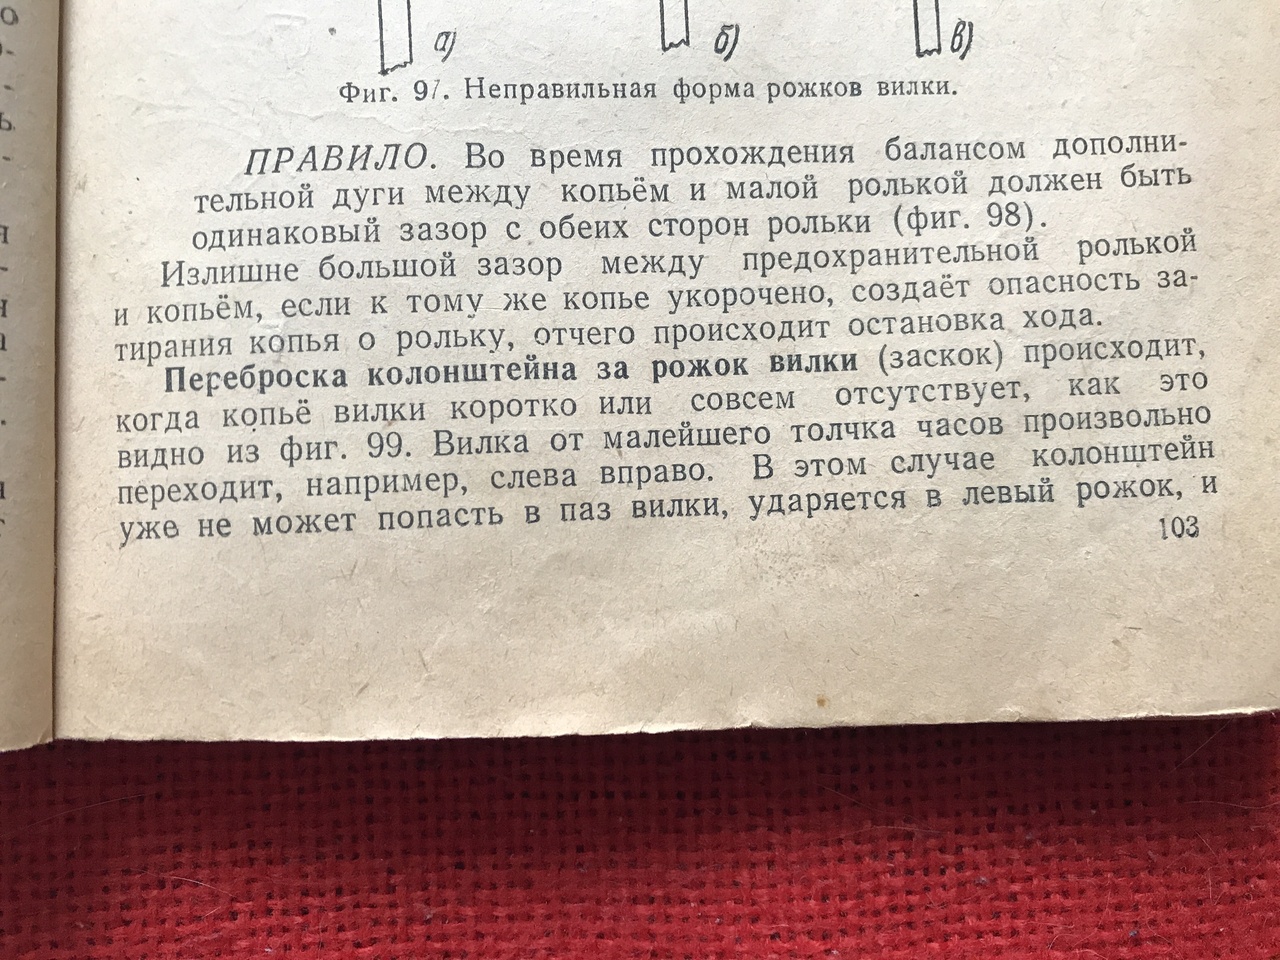 а) б) в)
Фиг. 97. Неправильная форма рожков вилки.
ПРАВИЛО. Во время прохождения балансом дополни-
тельной дуги между копьём и малой ролькой должен быть
одинаковый зазор с обеих сторон рольки (фиг. 98).
Излишне большой зазор между предохранительной ролькой
и копьём, если к тому же копье укорочено, создаёт опасность за-
тирания копья о рольку, отчего происходит остановка хода.
Переброска колонштейна за рожок вилки (заскок) происходит,
когда копьё вилки коротко или совсем отсутствует, как это
видно из фиг. 99. Вилка от малейшего толчка часов произвольно
переходит, например, слева вправо. В этом случае колонштейн
уже не может попасть в паз вилки, ударяется в левый рожок, и
103